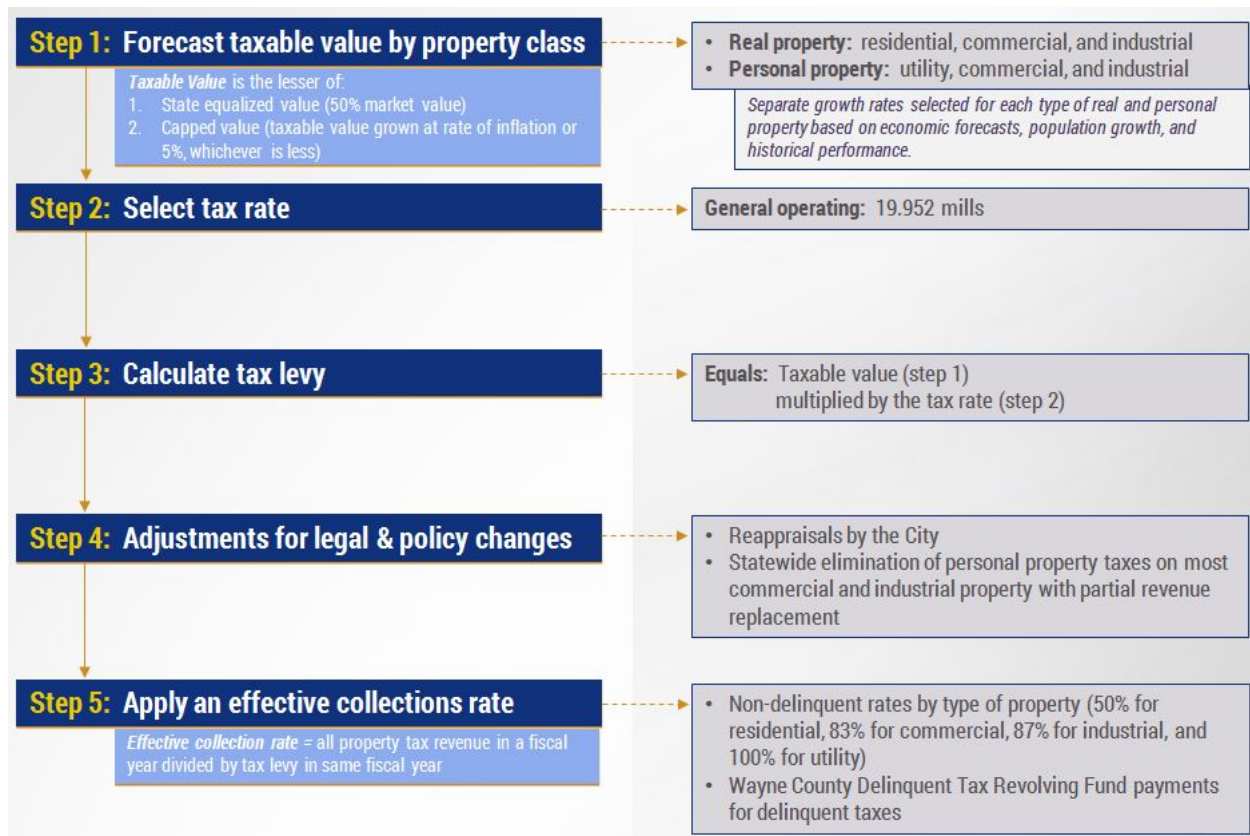 Step 1: Forecast taxable value by property class
Taxable Value is the lesser of:
1. State equalized value (50% market value)
2. Capped value (taxable value grown at rate of inflation or
5%, whichever is less)
• Real property: residential, commercial, and industrial
• Personal property: utility, commercial, and industrial
Separate growth rates selected for each type of real and personal
property based on economic forecasts, population growth, and
historical performance.
Step 2: Select tax rate
General operating: 19.952 mills
Step 3: Calculate tax levy
Equals: Taxable value (step 1)
multiplied by the tax rate (step 2)
Step 4: Adjustments for legal & policy changes
• Reappraisals by the City
• Statewide elimination of personal property taxes on most
commercial and industrial property with partial revenue
replacement
Step 5: Apply an effective collections rate
Effective collection rate = all property tax revenue in a fiscal
year divided by tax levy in same fiscal year
• Non-delinquent rates by type of property (50% for
residential, 83% for commercial, 87% for industrial, and
100% for utility)
• Wayne County Delinquent Tax Revolving Fund payments
for delinquent taxes